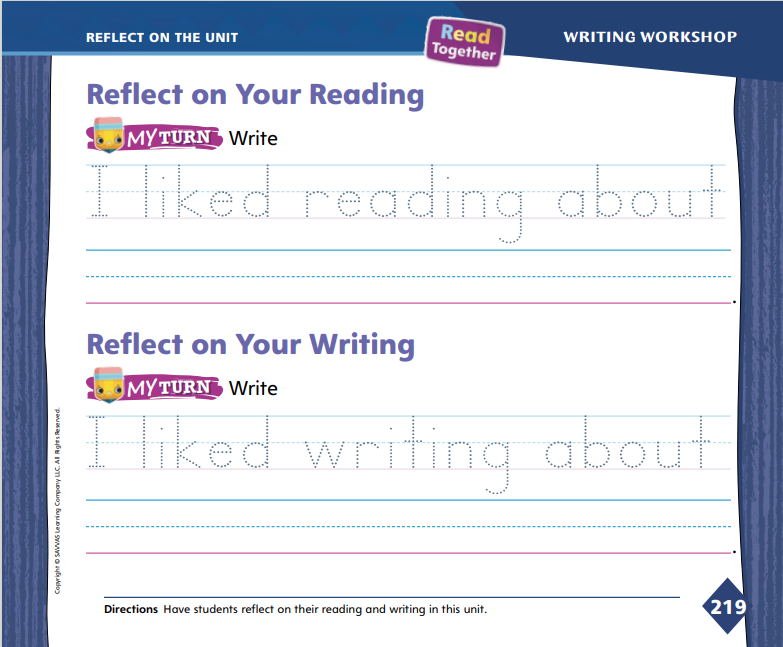 REFLECT ON THE UNIT
Read
Together
WRITING WORKSHOP
Reflect on Your Reading
MY TURN Write
I liked reading about
.
Reflect on Your Writing
MY TURN Write
I liked writing about
.
Copyright © SAVVAS Learning Company LLC. All Rights Reserved.
Directions Have students reflect on their reading and writing in this unit.
219